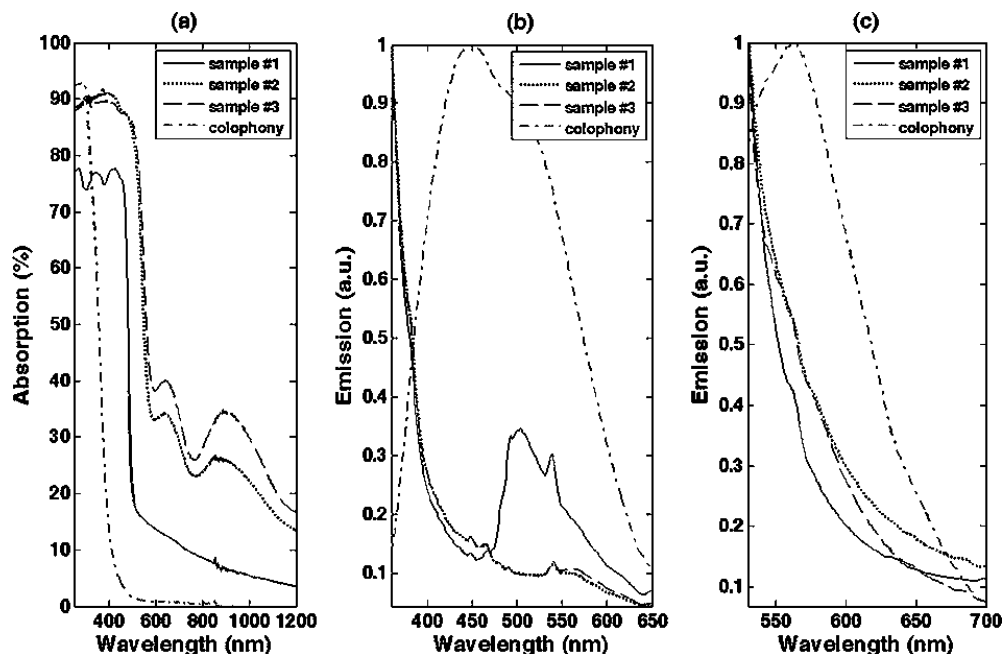 (a)
100
90
80
70
60
50
40
30
20
10
0
Absorption (%)
400 600 800 1000 1200
Wavelength (nm)
sample #1
sample #2
sample #3
colophony
(b)
1
0.9
0.8
0.7
0.6
0.5
0.4
0.3
0.2
0.1
Emission (a.u.)
400 450 500 550 600 650
Wavelength (nm)
sample #1
sample #2
sample #3
colophony
(c)
1
0.9
0.8
0.7
0.6
0.5
0.4
0.3
0.2
0.1
Emission (a.u.)
550 600 650 700
Wavelength (nm)
sample #1
sample #2
sample #3
colophony